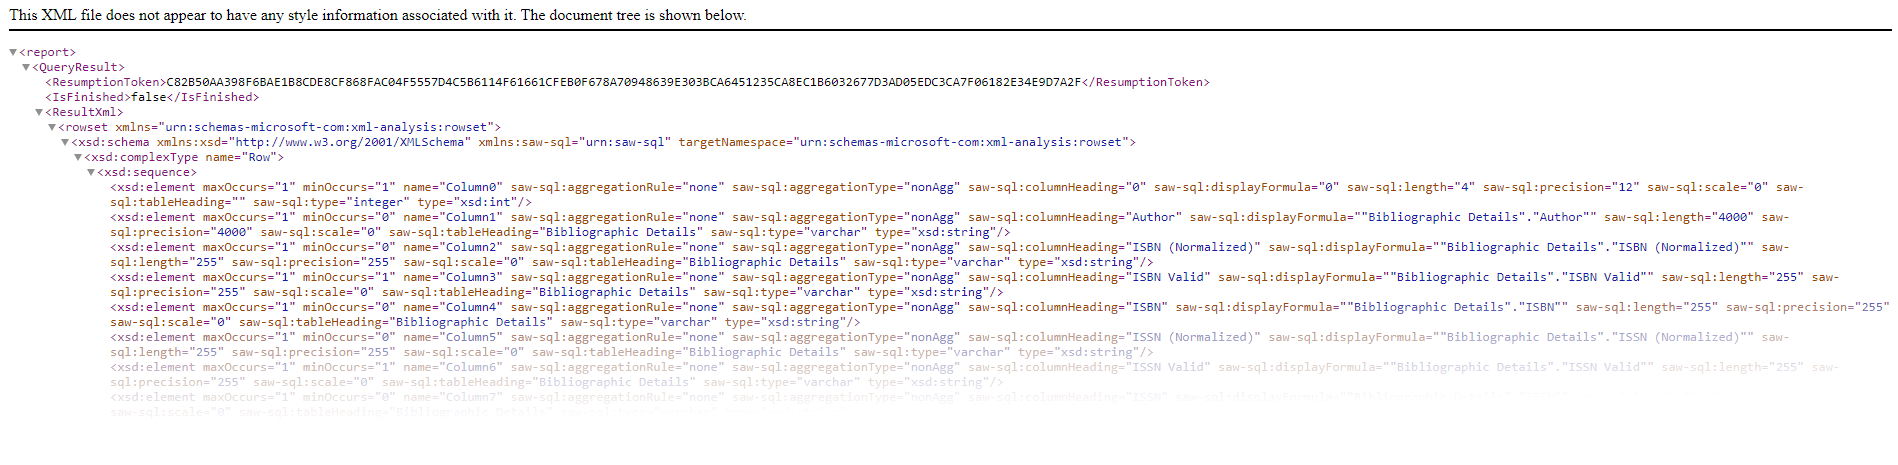 This XML file does not appear to have any style information associated with it. The document tree is shown below.
▼<report>
▼<QueryResult>
<ResumptionToken>C82B50AA398F6BAE1B8CDE8CF868FAC04F5557D4C5B6114F61661CFEB0F678A70948639E303BCA6451235CA8EC1B6032677D3AD05EDC3CA7F06182E34E9D7A2F</ResumptionToken>
<IsFinished>false</IsFinished>
▼<ResultXml>
▼<rowset xmlns="urn:schemas-microsoft-com:xml-analysis:rowset">
▼<xsd:schema xmlns:xsd="http://www.w3.org/2001/XMLSchema" xmlns:saw-sql="urn:saw-sql" targetNamespace="urn:schemas-microsoft-com:xml-analysis:rowset">
▼<xsd:complexType name="Row">
▼<xsd:sequence>
<xsd:element maxOccurs="1" minOccurs="1" name="Column0" saw-sql:aggregationRule="none" saw-sql:aggregationType="nonAgg" saw-sql:columnHeading="0" saw-sql:displayFormula="0" saw-sql:length="4" saw-sql:precision="12" saw-sql:scale="0" saw-
sql:tableHeading="" saw-sql:type="integer" type="xsd:int"/>
<xsd:element maxOccurs="1" minOccurs="0" name="Column1" saw-sql:aggregationRule="none" saw-sql:aggregationType="nonAgg" saw-sql:columnHeading="Author" saw-sql:displayFormula=""Bibliographic Details"."Author"" saw-sql:length="4000" saw-
sql:precision="4000" saw-sql:scale="0" saw-sql:tableHeading="Bibliographic Details" saw-sql:type="varchar" type="xsd:string"/>
<xsd:element maxOccurs="1" minOccurs="0" name="Column2" saw-sql:aggregationRule="none" saw-sql:aggregationType="nonAgg" saw-sql:columnHeading="ISBN (Normalized)" saw-sql:displayFormula=""Bibliographic Details"."ISBN (Normalized)"" saw-
sql:length="255" saw-sql:precision="255" saw-sql:scale="0" saw-sql:tableHeading="Bibliographic Details" saw-sql:type="varchar" type="xsd:string"/>
<xsd:element maxOccurs="1" minOccurs="1" name="Column3" saw-sql:aggregationRule="none" saw-sql:aggregationType="nonAgg" saw-sql:columnHeading="ISBN Valid" saw-sql:displayFormula=""Bibliographic Details"."ISBN Valid"" saw-sql:length="255" saw-
sql:precision="255" saw-sql:scale="0" saw-sql:tableHeading="Bibliographic Details" saw-sql:type="varchar" type="xsd:string"/>
<xsd:element maxOccurs="1" minOccurs="0" name="Column4" saw-sql:aggregationRule="none" saw-sql:aggregationType="nonAgg" saw-sql:columnHeading="ISBN" saw-sql:displayFormula=""Bibliographic Details"."ISBN"" saw-sql:length="255" saw-sql:precision="255"
saw-sql:scale="0" saw-sql:tableHeading="Bibliographic Details" saw-sql:type="varchar" type="xsd:string"/>
<xsd:element maxOccurs="1" minOccurs="0" name="Column5" saw-sql:aggregationRule="none" saw-sql:aggregationType="nonAgg" saw-sql:columnHeading="ISSN (Normalized)" saw-sql:displayFormula=""Bibliographic Details"."ISSN (Normalized)"" saw-
sql:length="255" saw-sql:precision="255" saw-sql:scale="0" saw-sql:tableHeading="Bibliographic Details" saw-sql:type="varchar" type="xsd:string"/>
<xsd:element maxOccurs="1" minOccurs="1" name="Column6" saw-sql:aggregationRule="none" saw-sql:aggregationType="nonAgg" saw-sql:columnHeading="ISSN Valid" saw-sql:displayFormula=""Bibliographic Details"."ISSN Valid"" saw-sql:length="255" saw-
sql:precision="255" saw-sql:scale="0" saw-sql:tableHeading="Bibliographic Details" saw-sql:type="varchar" type="xsd:string"/>
<xsd:element maxOccurs="1" minOccurs="0" name="Column7" saw-sql:aggregationRule="none" saw-sql:aggregationType="nonAgg" saw-sql:columnHeading="ISSN" saw-sql:displayFormula=""Bibliographic Details"."ISSN"" saw-sql:length="255" saw-sql:precision="255"
saw-sql:scale="0" saw-sql:tableHeading="Bibliographic Details"